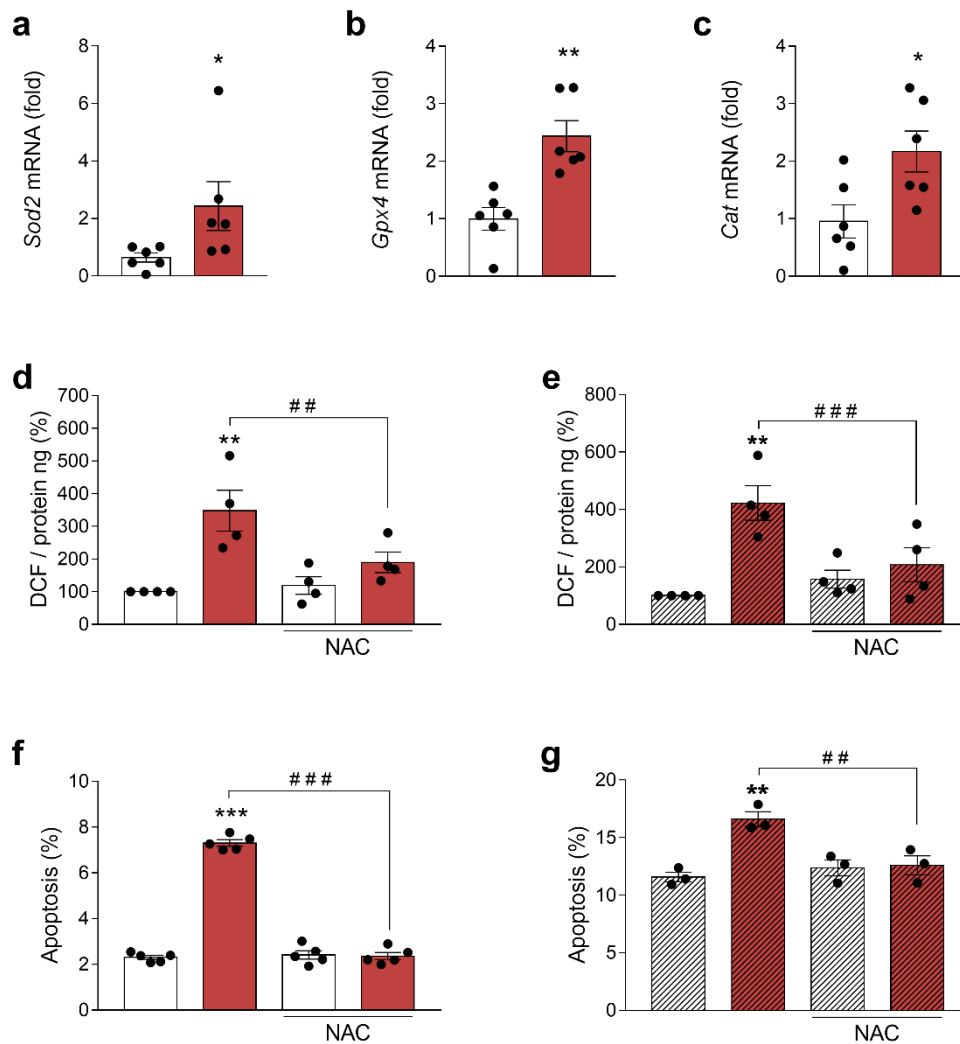 a
Sod2 mRNA (fold)
8
6
4
2
0
*
b
Gpx4 mRNA (fold)
4
3
2
1
0
**
c
Cat mRNA (fold)
4
3
2
1
0
*
d
DCF / protein ng (%)
700
600
500
400
300
200
100
0
**
# #
NAC
e
DCF / protein ng (%)
800
600
400
200
0
**
# # #
NAC
f
Apoptosis (%)
10
8
6
4
2
0
***
# # #
NAC
g
Apoptosis (%)
20
15
10
5
0
**
# #
NAC